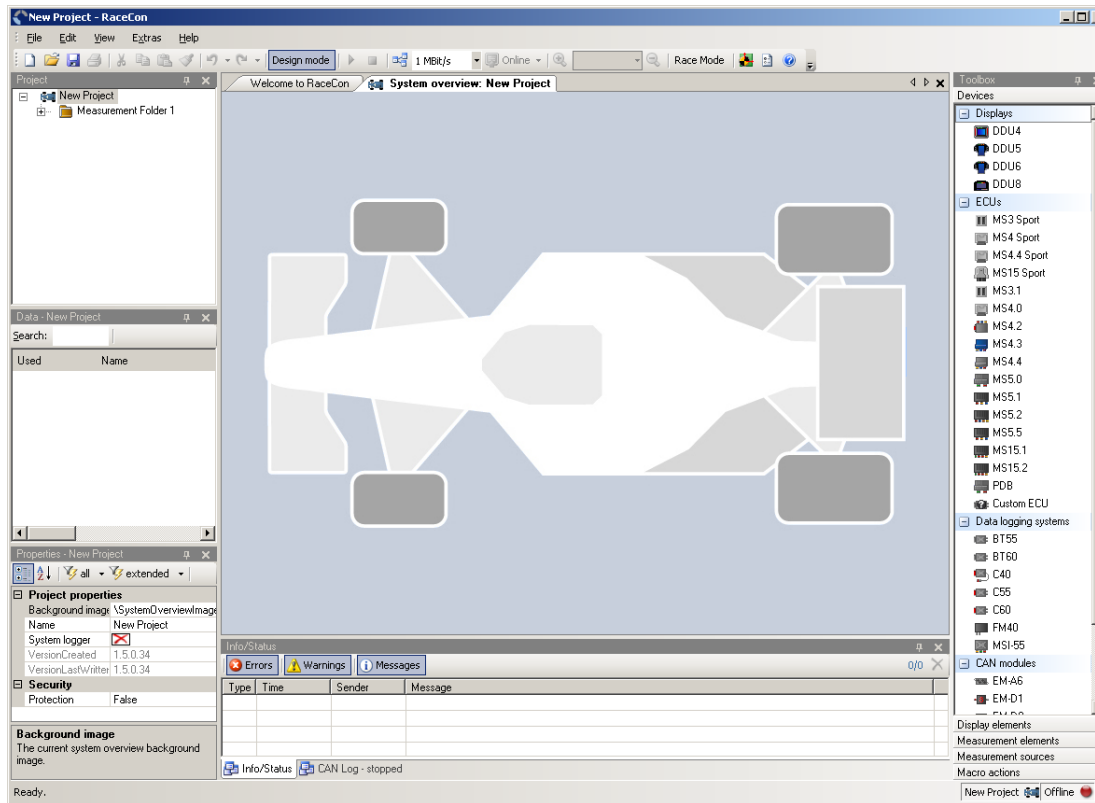 New Project - RaceCon
File Edit View Extras Help
Design mode 1 MBit/s Online Race Mode
Project
New Project
Measurement Folder 1
Data - New Project
Search:
Used Name
Properties - New Project
all extended
Project properties
Background image \SystemOverviewImage
Name New Project
System logger
VersionCreated 1.5.0.34
VersionLastWritter 1.5.0.34
Security
Protection False
Background image
The current system overview background
image.
Welcome to RaceCon System overview: New Project
Info/Status
Errors Warnings Messages 0/0
Type Time Sender Message
Info/Status CAN Log - stopped
Toolbox
Devices
Displays
DDU4
DDU5
DDU6
DDU8
ECUs
MS3 Sport
MS4 Sport
MS4.4 Sport
MS15 Sport
MS3.1
MS4.0
MS4.2
MS4.3
MS4.4
MS5.0
MS5.1
MS5.2
MS5.5
MS15.1
MS15.2
PDB
Custom ECU
Data logging systems
BT55
BT60
C40
C55
C60
FM40
MSI-55
CAN modules
EM-A6
EM-D1
Display elements
Measurement elements
Measurement sources
Macro actions
Ready.
New Project Offline